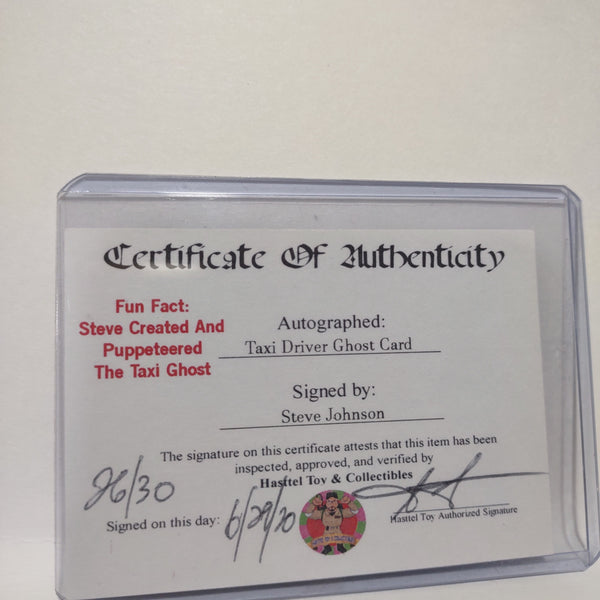 Certificate Of Authenticity
Fun Fact:
Steve Created And
Puppeteered
The Taxi Ghost
Autographed:
Taxi Driver Ghost Card
Signed by:
Steve Johnson
The signature on this certificate attests that this item has been
inspected, approved, and verified by
Hasttel Toy & Collectibles
26/30
Signed on this day: 6/29/20
Hasttel Toy Authorized Signature